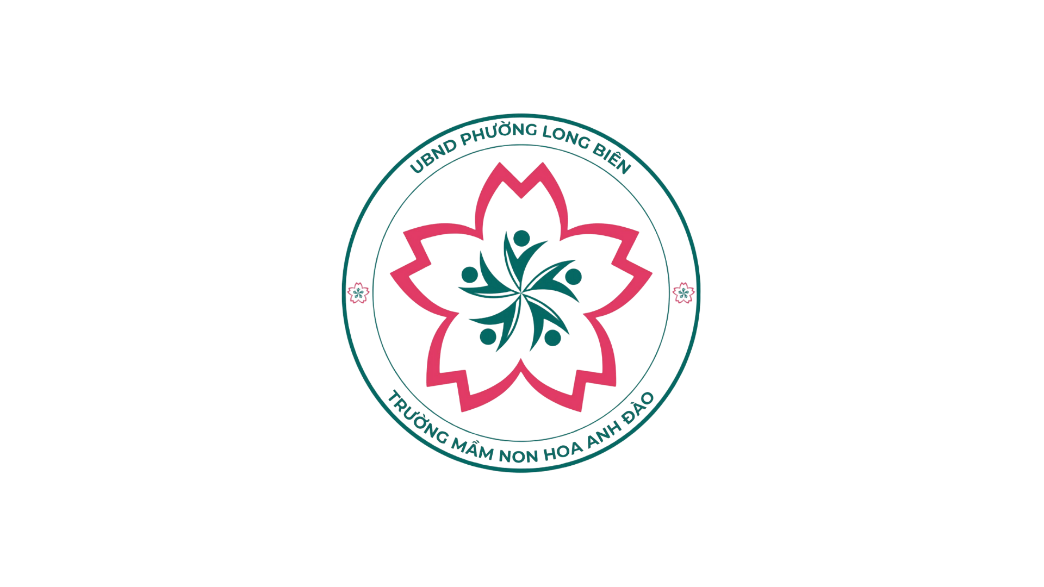 UBND PHƯỜNG LONG BIÊN
TRƯỜNG MẦM NON HOA ANH ĐÀO